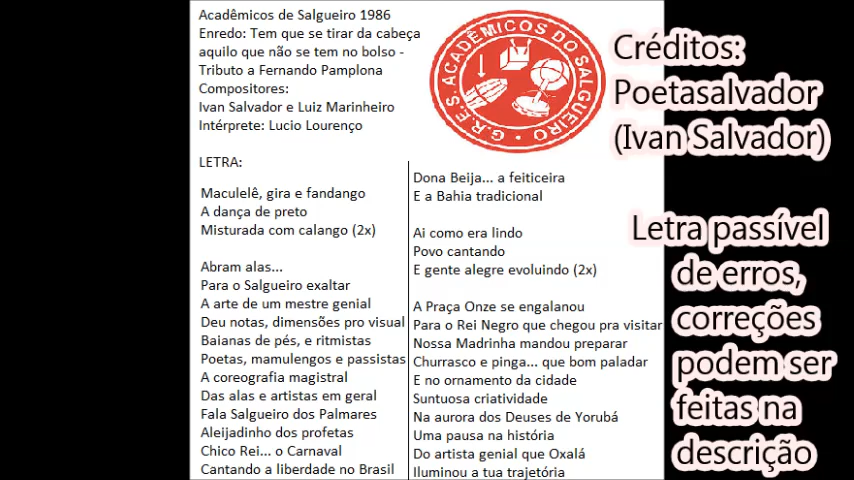 Acadêmicos de Salgueiro 1986
Enredo: Tem que se tirar da cabeça
aquilo que não se tem no bolso -
Tributo a Fernando Pamplona
Compositores:
Ivan Salvador e Luiz Marinheiro
Intérprete: Lucio Lourenço
LETRA:
Maculelê, gira e fandango
A dança de preto
Misturada com calango (2x)
Abram alas...
Para o Salgueiro exaltar
A arte de um mestre genial
Deu notas, dimensões pro visual
Baianas de pés, e ritmistas
Poetas, mamulengos e passistas
A coreografia magistral
Das alas e artistas em geral
Fala Salgueiro dos Palmares
Aleijadinho dos profetas
Chico Rei... o Carnaval
Cantando a liberdade no Brasil
Dona Beija... a feiticeira
E a Bahia tradicional
Ai como era lindo
Povo cantando
E gente alegre evoluindo (2x)
A Praça Onze se engalanou
Para o Rei Negro que chegou pra visitar
Nossa Madrinha mandou preparar
Churrasco e pinga... que bom paladar
E no ornamento da cidade
Suntuosa criatividade
Na aurora dos Deuses de Yorubá
Uma pausa na história
Do artista genial que Oxalá
Iluminou a tua trajetória
G.R.E.S. ACADÊMICOS DO SALGUEIRO
Créditos:
Poetasalvador
(Ivan Salvador)
Letra passível
de erros,
correções
podem ser
feitas na
descrição